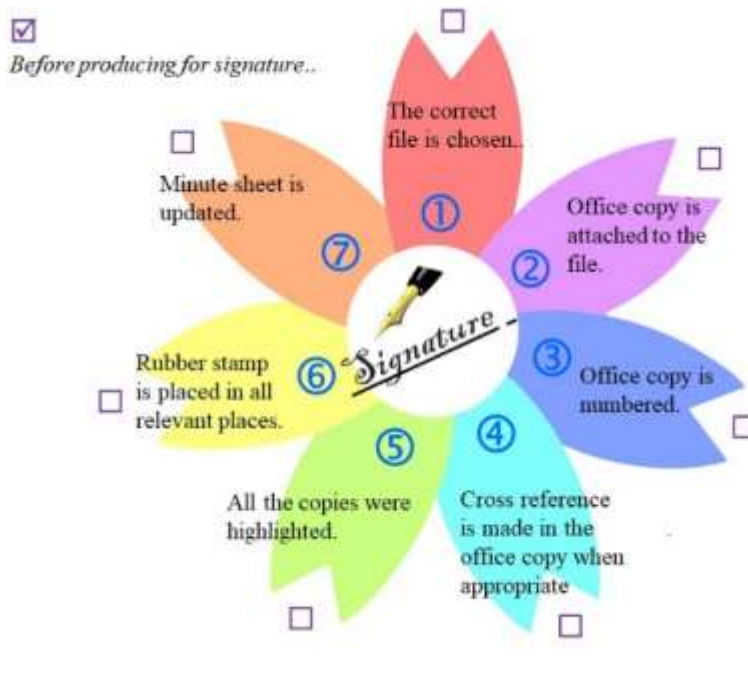 Before producing for signature..
①
The correct
file is chosen..
②
Office copy is
attached to the
file.
③
Office copy is
numbered.
④
Cross reference
is made in the
office copy when
appropriate
⑤
All the copies were
highlighted.
⑥
Rubber stamp
is placed in all
relevant places.
⑦
Minute sheet is
updated.
Signature